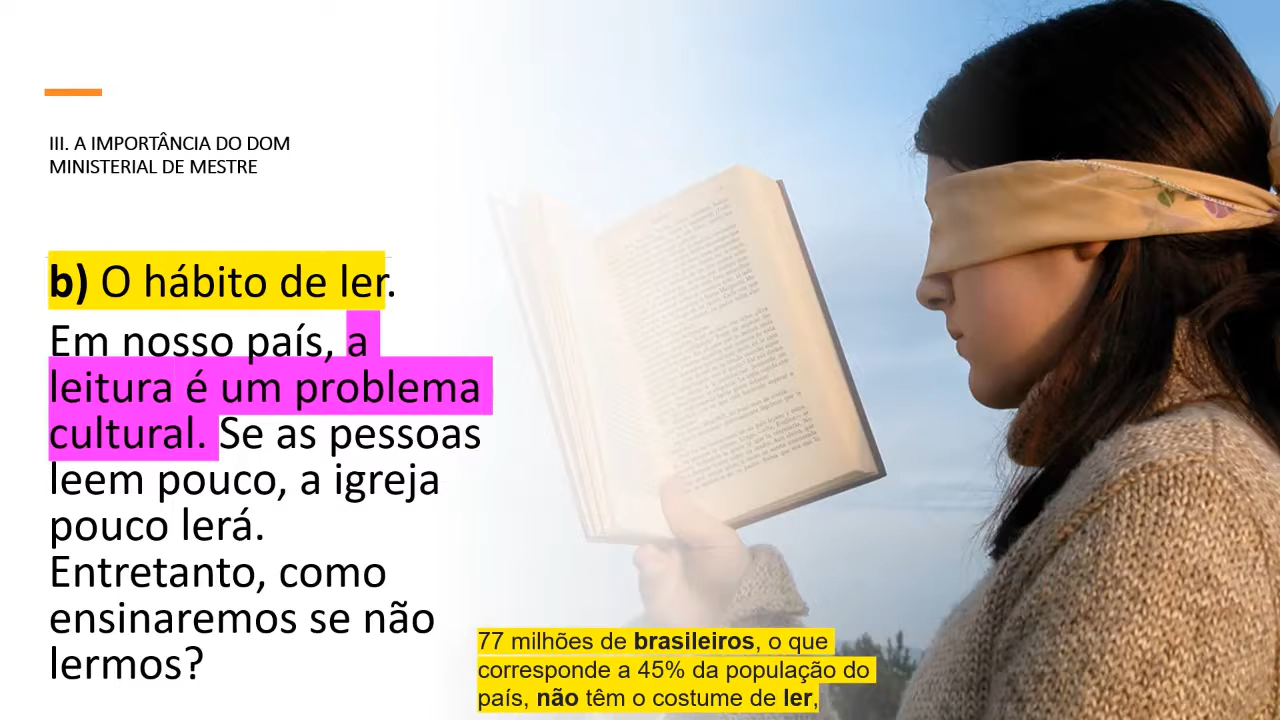 III. A IMPORTÂNCIA DO DOM
MINISTERIAL DE MESTRE
b) O hábito de ler.
Em nosso país, a
leitura é um problema
cultural. Se as pessoas
leem pouco, a igreja
pouco lerá.
Entretanto, como
ensinaremos se não
lermos?
77 milhões de brasileiros, o que
corresponde a 45% da população do
país, não têm o costume de ler,